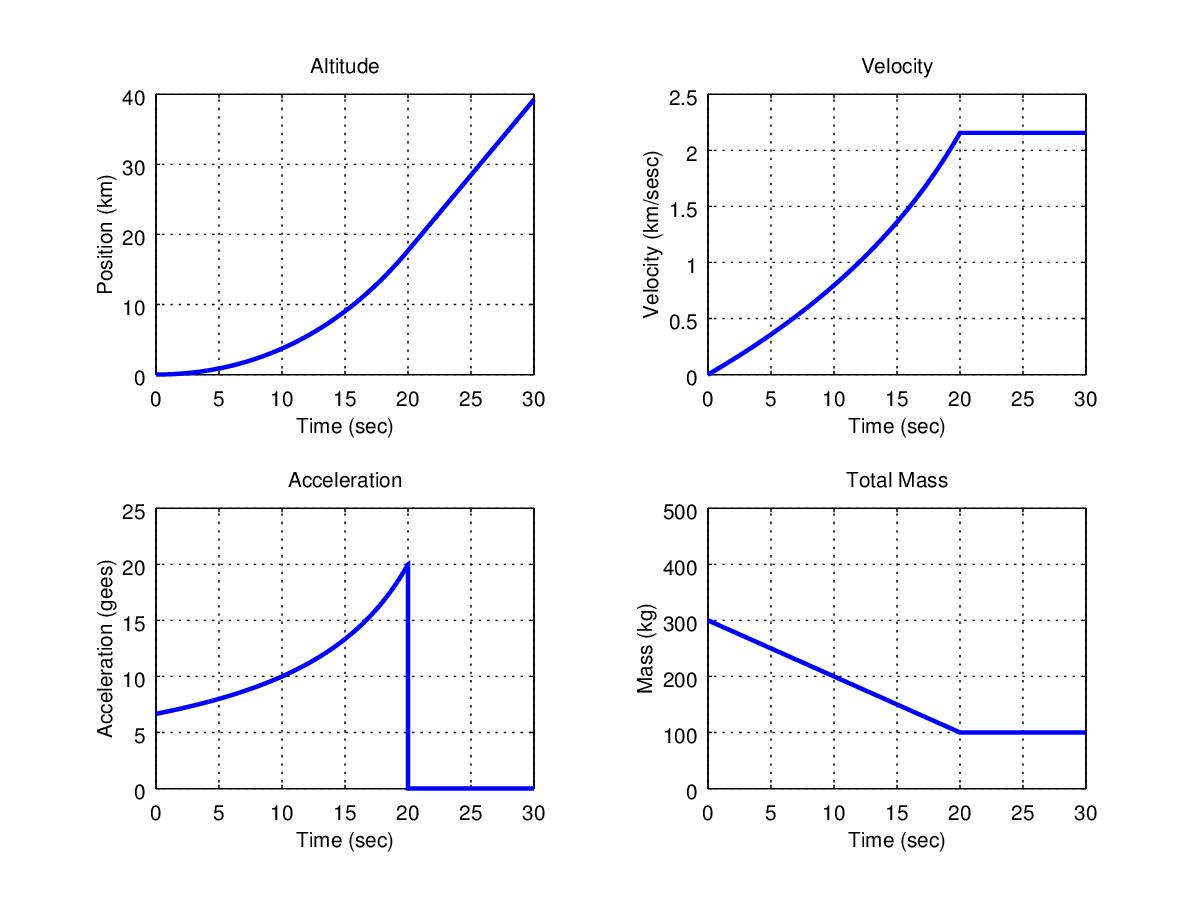 Altitude
40
30
20
10
0
Position (km)
0 5 10 15 20 25 30
Time (sec)
Velocity
2.5
2
1.5
1
0.5
0
Velocity (km/sesc)
0 5 10 15 20 25 30
Time (sec)
Acceleration
25
20
15
10
5
0
Acceleration (gees)
0 5 10 15 20 25 30
Time (sec)
Total Mass
500
400
300
200
100
0
Mass (kg)
0 5 10 15 20 25 30
Time (sec)